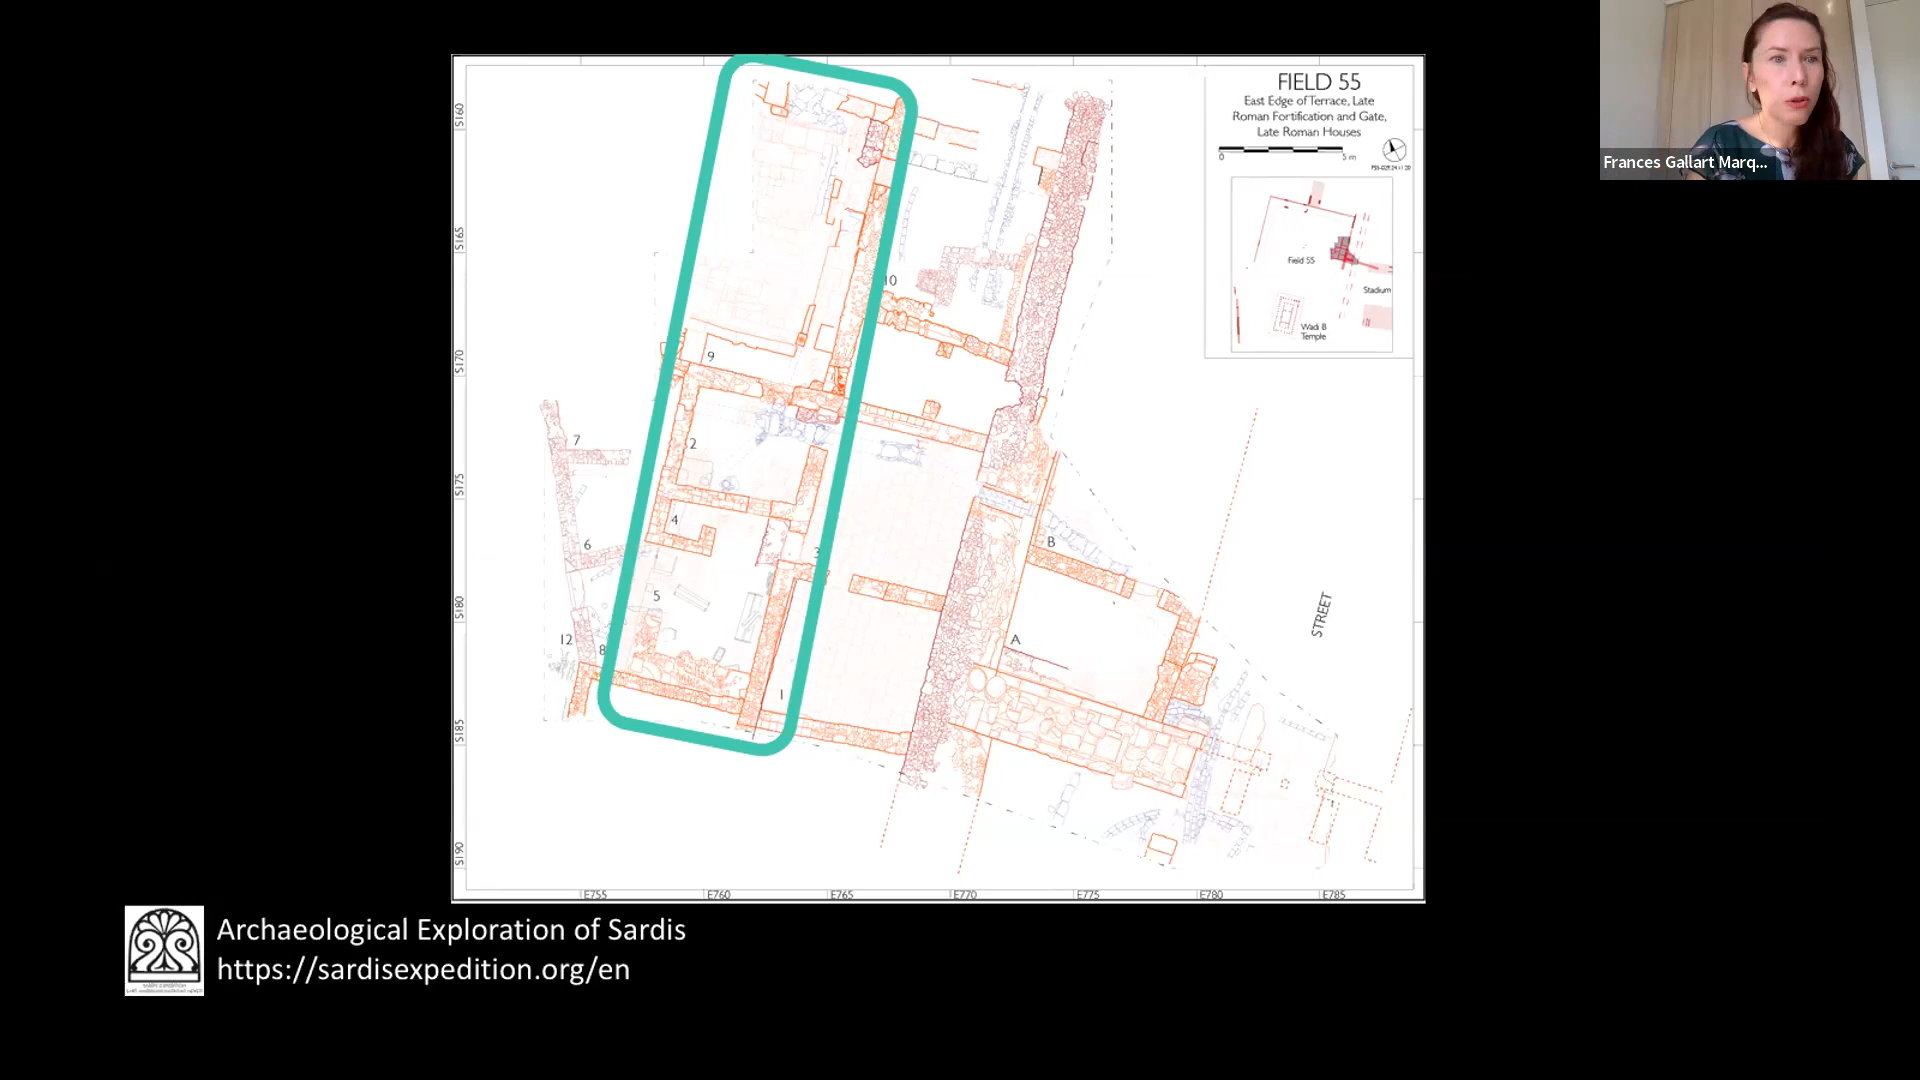 FIELD 55
East Edge of Terrace, Late
Roman Fortification and Gate,
Late Roman Houses
0
5 m
Field 55
Stadium
Wadi B
Temple
S160
S165
S170
S175
S180
S185
S190
E755
E760
E765
E770
E775
E780
E785
10
9
2
7
4
6
3
B
5
12
8
A
1
STREET
Frances Gallart Marq...
Archaeological Exploration of Sardis
https://sardisexpedition.org/en